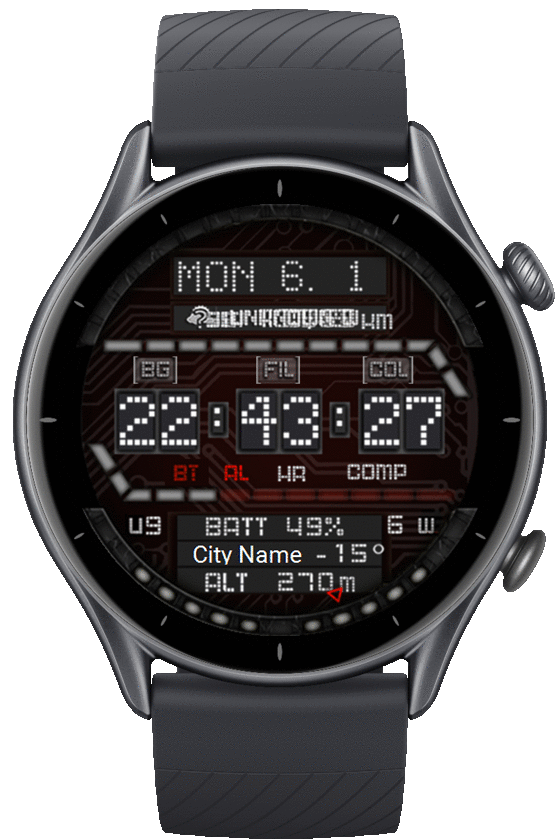 MON 6. 1
KM
BG FIL COL
22:43:27
BT AL HR COMP
49 BATT 49% 6 W
City Name -15°
ALT 270m